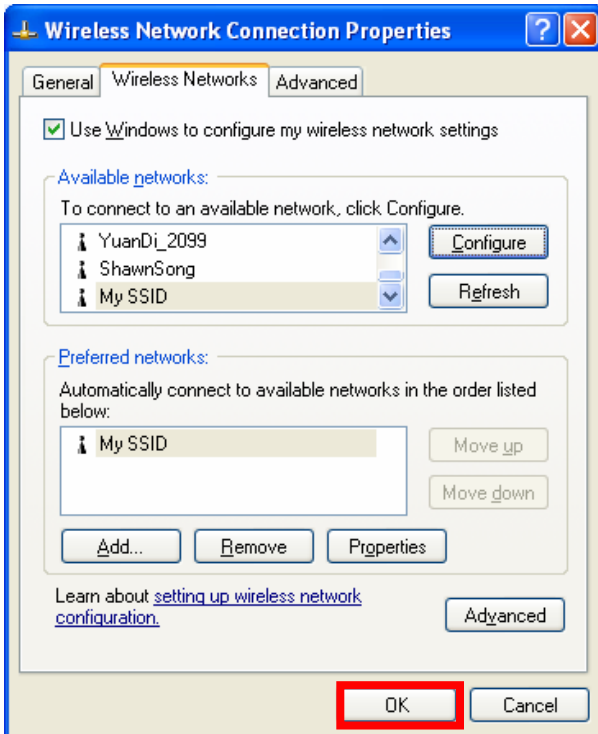 Wireless Network Connection Properties
General Wireless Networks Advanced
Use Windows to configure my wireless network settings
Available networks:
To connect to an available network, click Configure.
YuanDi_2099
ShawnSong
My SSID
Configure
Refresh
Preferred networks:
Automatically connect to available networks in the order listed
below:
My SSID
Move up
Move down
Add... Remove Properties
Learn about setting up wireless network
configuration.
Advanced
OK Cancel